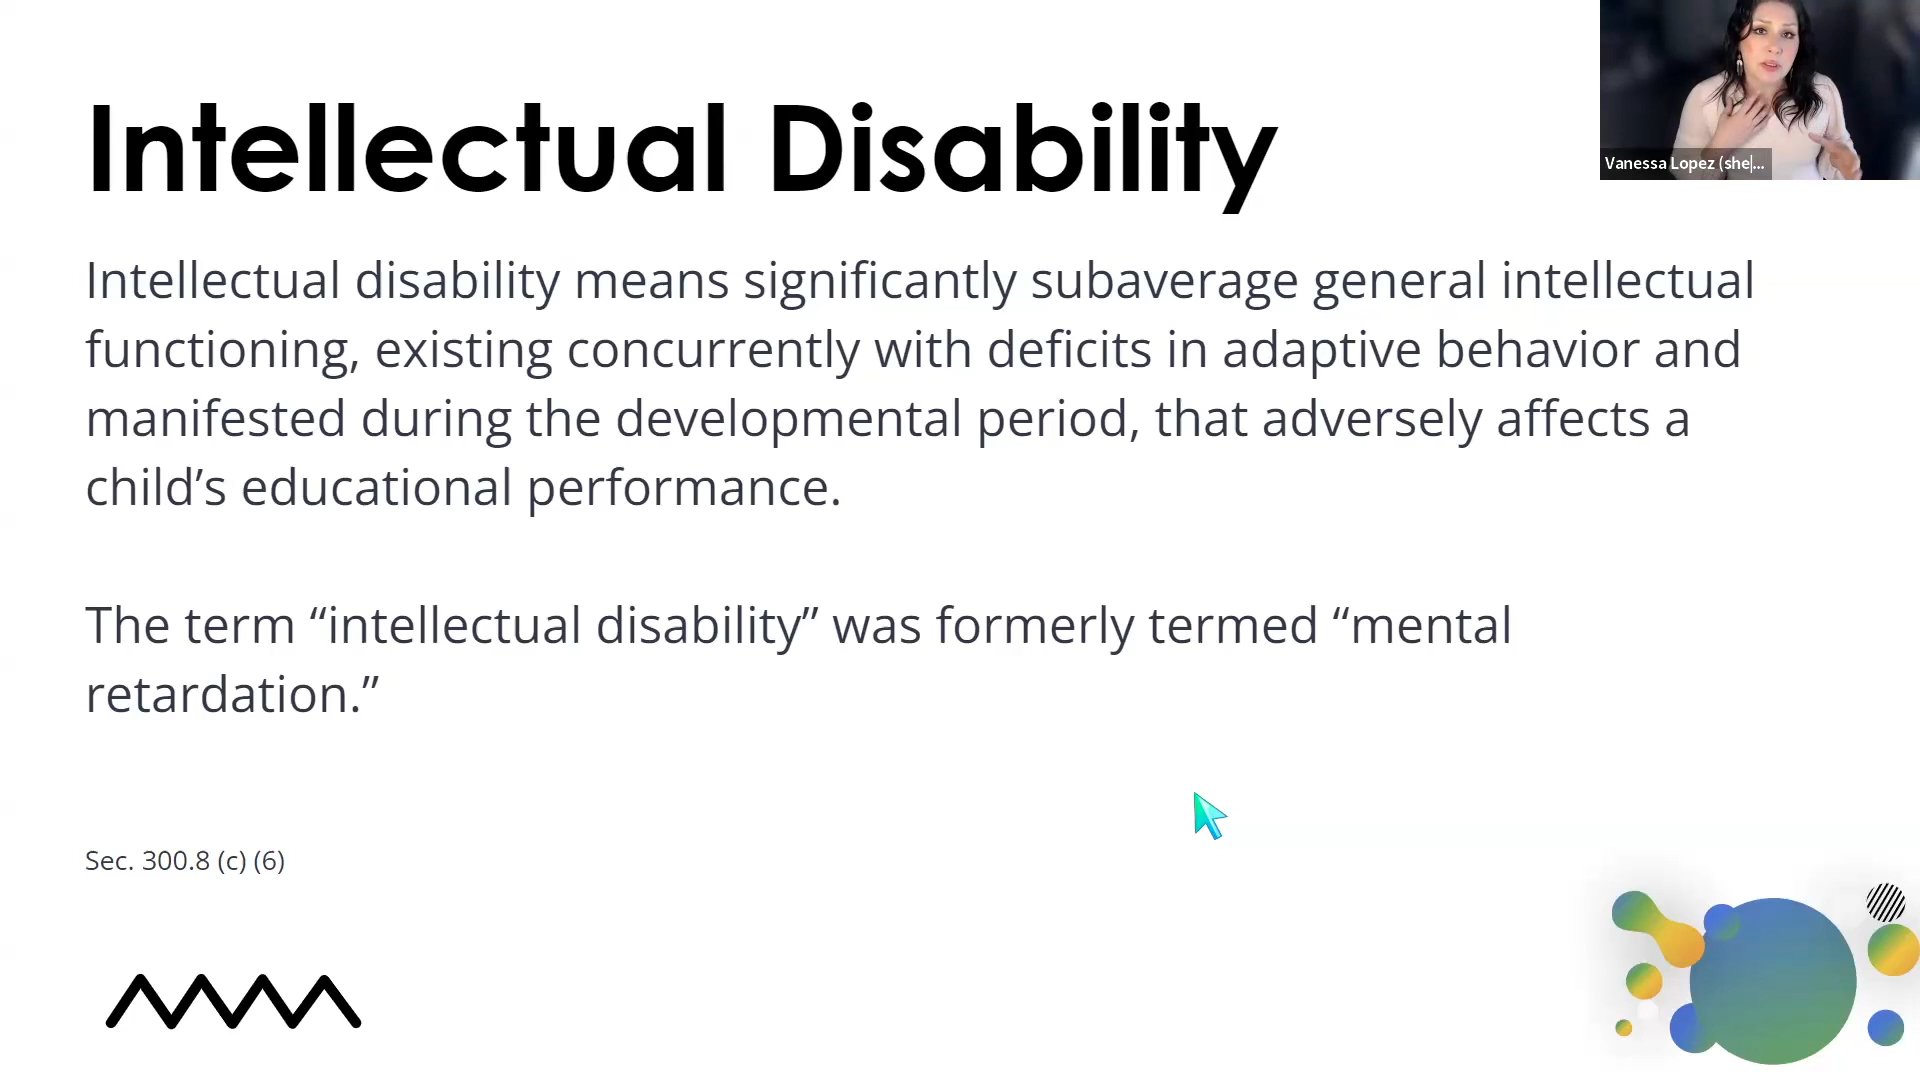 Intellectual Disability
Vanessa Lopez (she|...
Intellectual disability means significantly subaverage general intellectual
functioning, existing concurrently with deficits in adaptive behavior and
manifested during the developmental period, that adversely affects a
child’s educational performance.
The term “intellectual disability” was formerly termed “mental
retardation.”
Sec. 300.8 (c) (6)